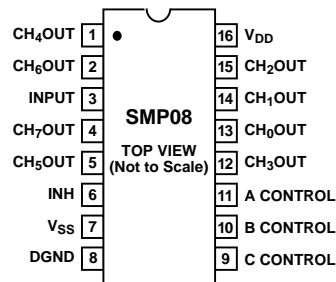 CH4OUT 1 16 VDD
CH6OUT 2 15 CH2OUT
INPUT 3 14 CH1OUT
CH7OUT 4 SMP08 13 CH0OUT
CH5OUT 5 TOP VIEW (Not to Scale) 12 CH3OUT
INH 6 11 A CONTROL
VSS 7 10 B CONTROL
DGND 8 9 C CONTROL